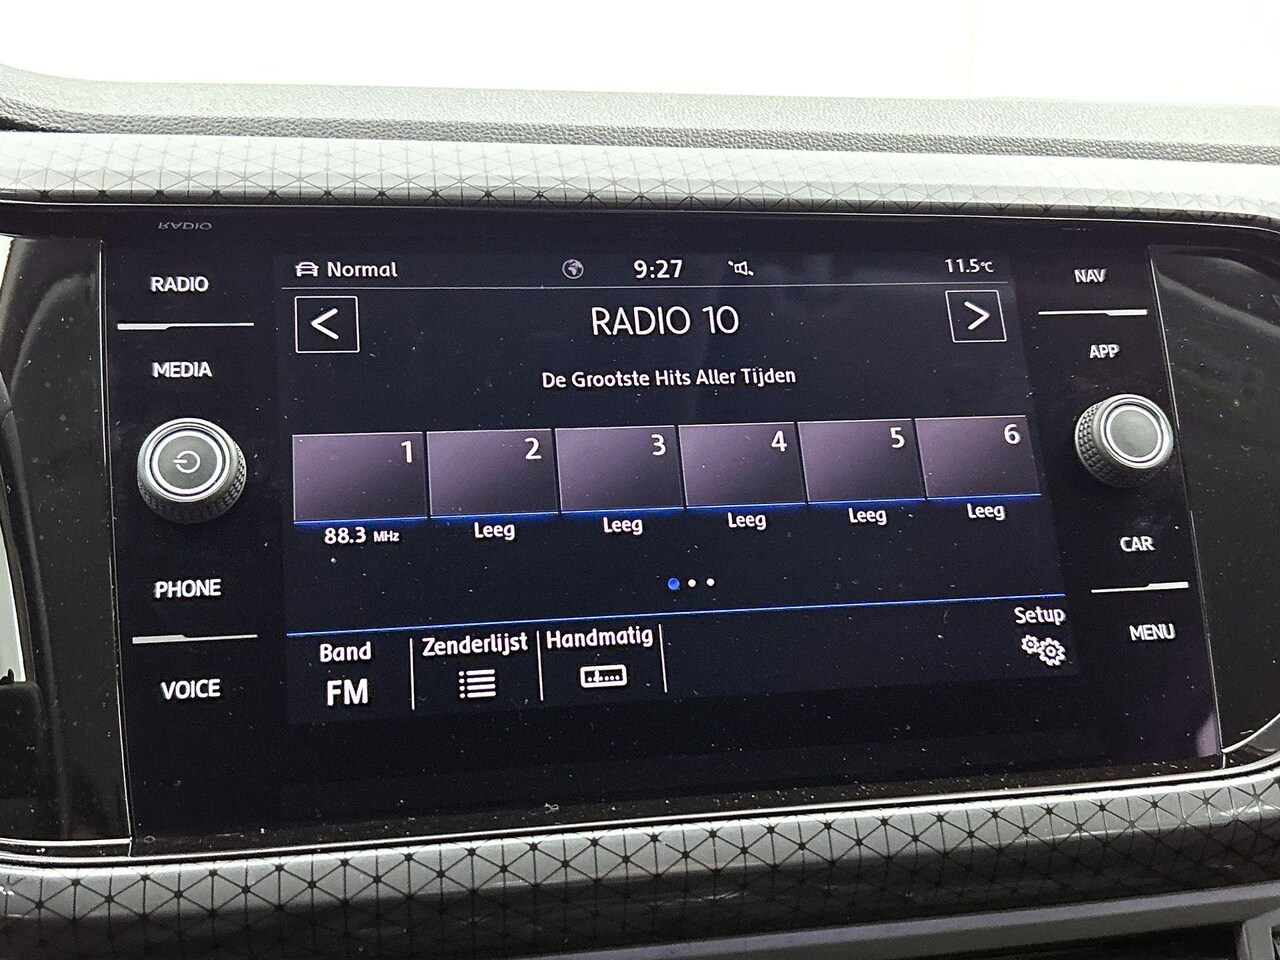 RADIO
RADIO
MEDIA
PHONE
VOICE
Normal
9:27
11.5°C
<
RADIO 10
>
De Grootste Hits Aller Tijden
1 2 3 4 5 6
88.3 MHz Leeg Leeg Leeg Leeg Leeg
Band
FM
Zenderlijst
Handmatig
Setup
NAV
APP
CAR
MENU